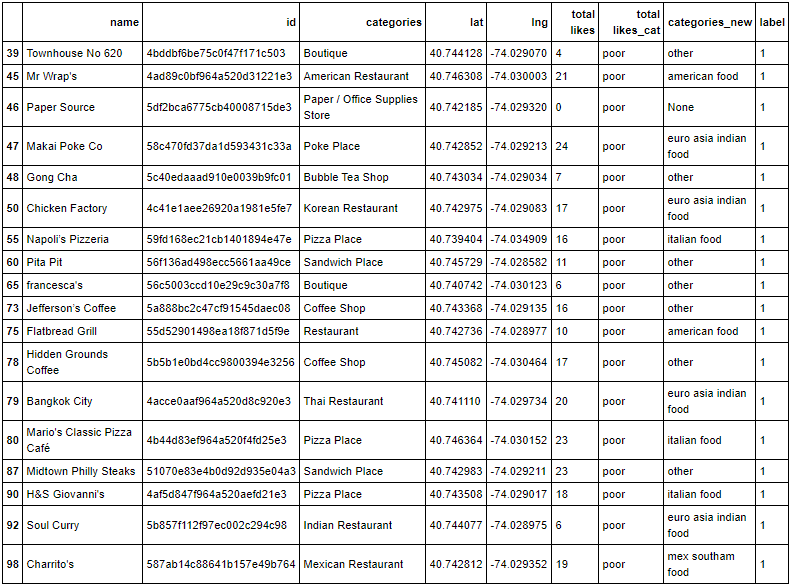 name id categories lat lng total likes total likes_cat categories_new label
39 Townhouse No 620 4bddbf6be75c0f47f171c503 Boutique 40.744128 -74.029070 4 poor other 1
45 Mr Wrap's 4ad89c0bf964a520d31221e3 American Restaurant 40.746308 -74.030003 21 poor american food 1
46 Paper Source 5df2bca6775cb40008715de3 Paper / Office Supplies Store 40.742185 -74.029320 0 poor None 1
47 Makai Poke Co 58c470fd37da1d593431c33a Poke Place 40.742852 -74.029213 24 poor euro asia indian food 1
48 Gong Cha 5c40edaaad910e0039b9fc01 Bubble Tea Shop 40.743034 -74.029034 7 poor other 1
50 Chicken Factory 4c41e1aee26920a1981e5fe7 Korean Restaurant 40.742975 -74.029083 17 poor euro asia indian food 1
55 Napoli's Pizzeria 59fd168ec21cb1401894e47e Pizza Place 40.739404 -74.034909 16 poor italian food 1
60 Pita Pit 56f136ad498ecc5661aa49ce Sandwich Place 40.745729 -74.028582 11 poor other 1
65 francesca's 56c5003ccd10e29c9c30a7f8 Boutique 40.740742 -74.030123 6 poor other 1
73 Jefferson's Coffee 5a888bc2c47cf91545daec08 Coffee Shop 40.743368 -74.029135 16 poor other 1
75 Flatbread Grill 55d52901498ea18f871d5f9e Restaurant 40.742736 -74.028977 10 poor american food 1
78 Hidden Grounds Coffee 5b5b1e0bd4cc9800394e3256 Coffee Shop 40.745082 -74.030464 17 poor other 1
79 Bangkok City 4acce0aaf964a520d8c920e3 Thai Restaurant 40.741110 -74.029734 20 poor euro asia indian food 1
80 Mario's Classic Pizza Café 4b44d83ef964a520f4fd25e3 Pizza Place 40.746364 -74.030152 23 poor italian food 1
87 Midtown Philly Steaks 51070e83e4b0d92d935e04a3 Sandwich Place 40.742983 -74.029211 23 poor other 1
90 H&S Giovanni's 4af5d847f964a520aefd21e3 Pizza Place 40.743508 -74.029017 18 poor italian food 1
92 Soul Curry 5b857f112f97ec002c294c98 Indian Restaurant 40.744077 -74.028975 6 poor euro asia indian food 1
98 Charrito's 587ab14c88641b157e49b764 Mexican Restaurant 40.742812 -74.029352 19 poor mex southam food 1